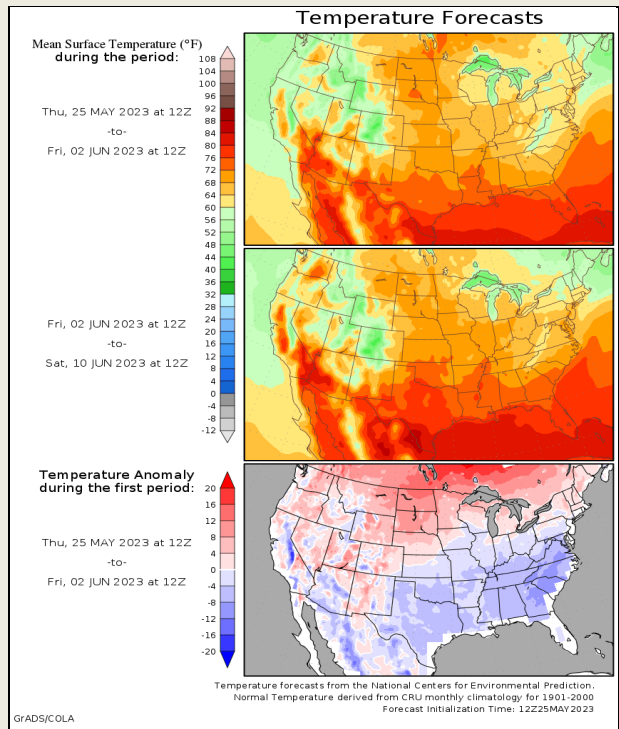 Temperature Forecasts
Mean Surface Temperature (°F)
during the period:
Thu, 25 MAY 2023 at 12Z
-to-
Fri, 02 JUN 2023 at 12Z
108
104
100
96
92
88
84
80
76
72
68
64
60
56
52
48
44
40
36
32
28
24
20
16
12
8
4
0
-4
-8
-12
Fri, 02 JUN 2023 at 12Z
-to-
Sat, 10 JUN 2023 at 12Z
Temperature Anomaly
during the first period:
Thu, 25 MAY 2023 at 12Z
-to-
Fri, 02 JUN 2023 at 12Z
20
16
12
8
4
0
-4
-8
-12
-16
-20
Temperature forecasts from the National Centers for Environmental Prediction.
Normal Temperature derived from CRU monthly climatology for 1901-2000
Forecast Initialization Time: 12Z25MAY2023
GrADS/COLA